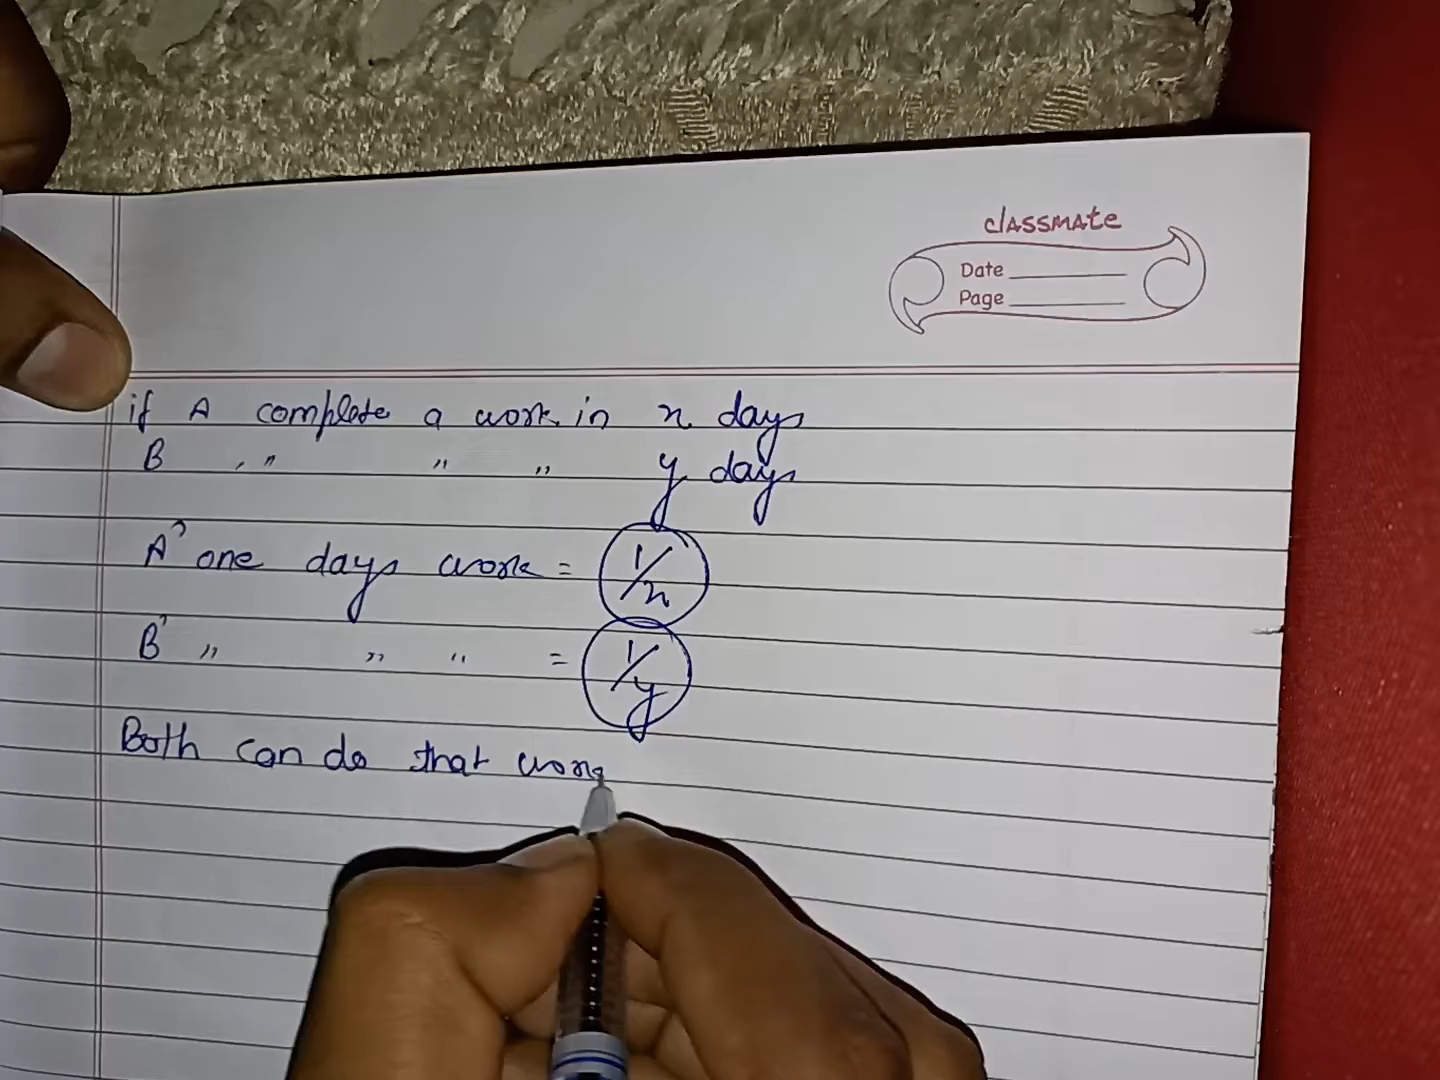 classmate
Date
Page
if A complete a work in x days
B ,, " " " y days
A' one days work = 1/x
B' " " " = 1/y
Both can do that work